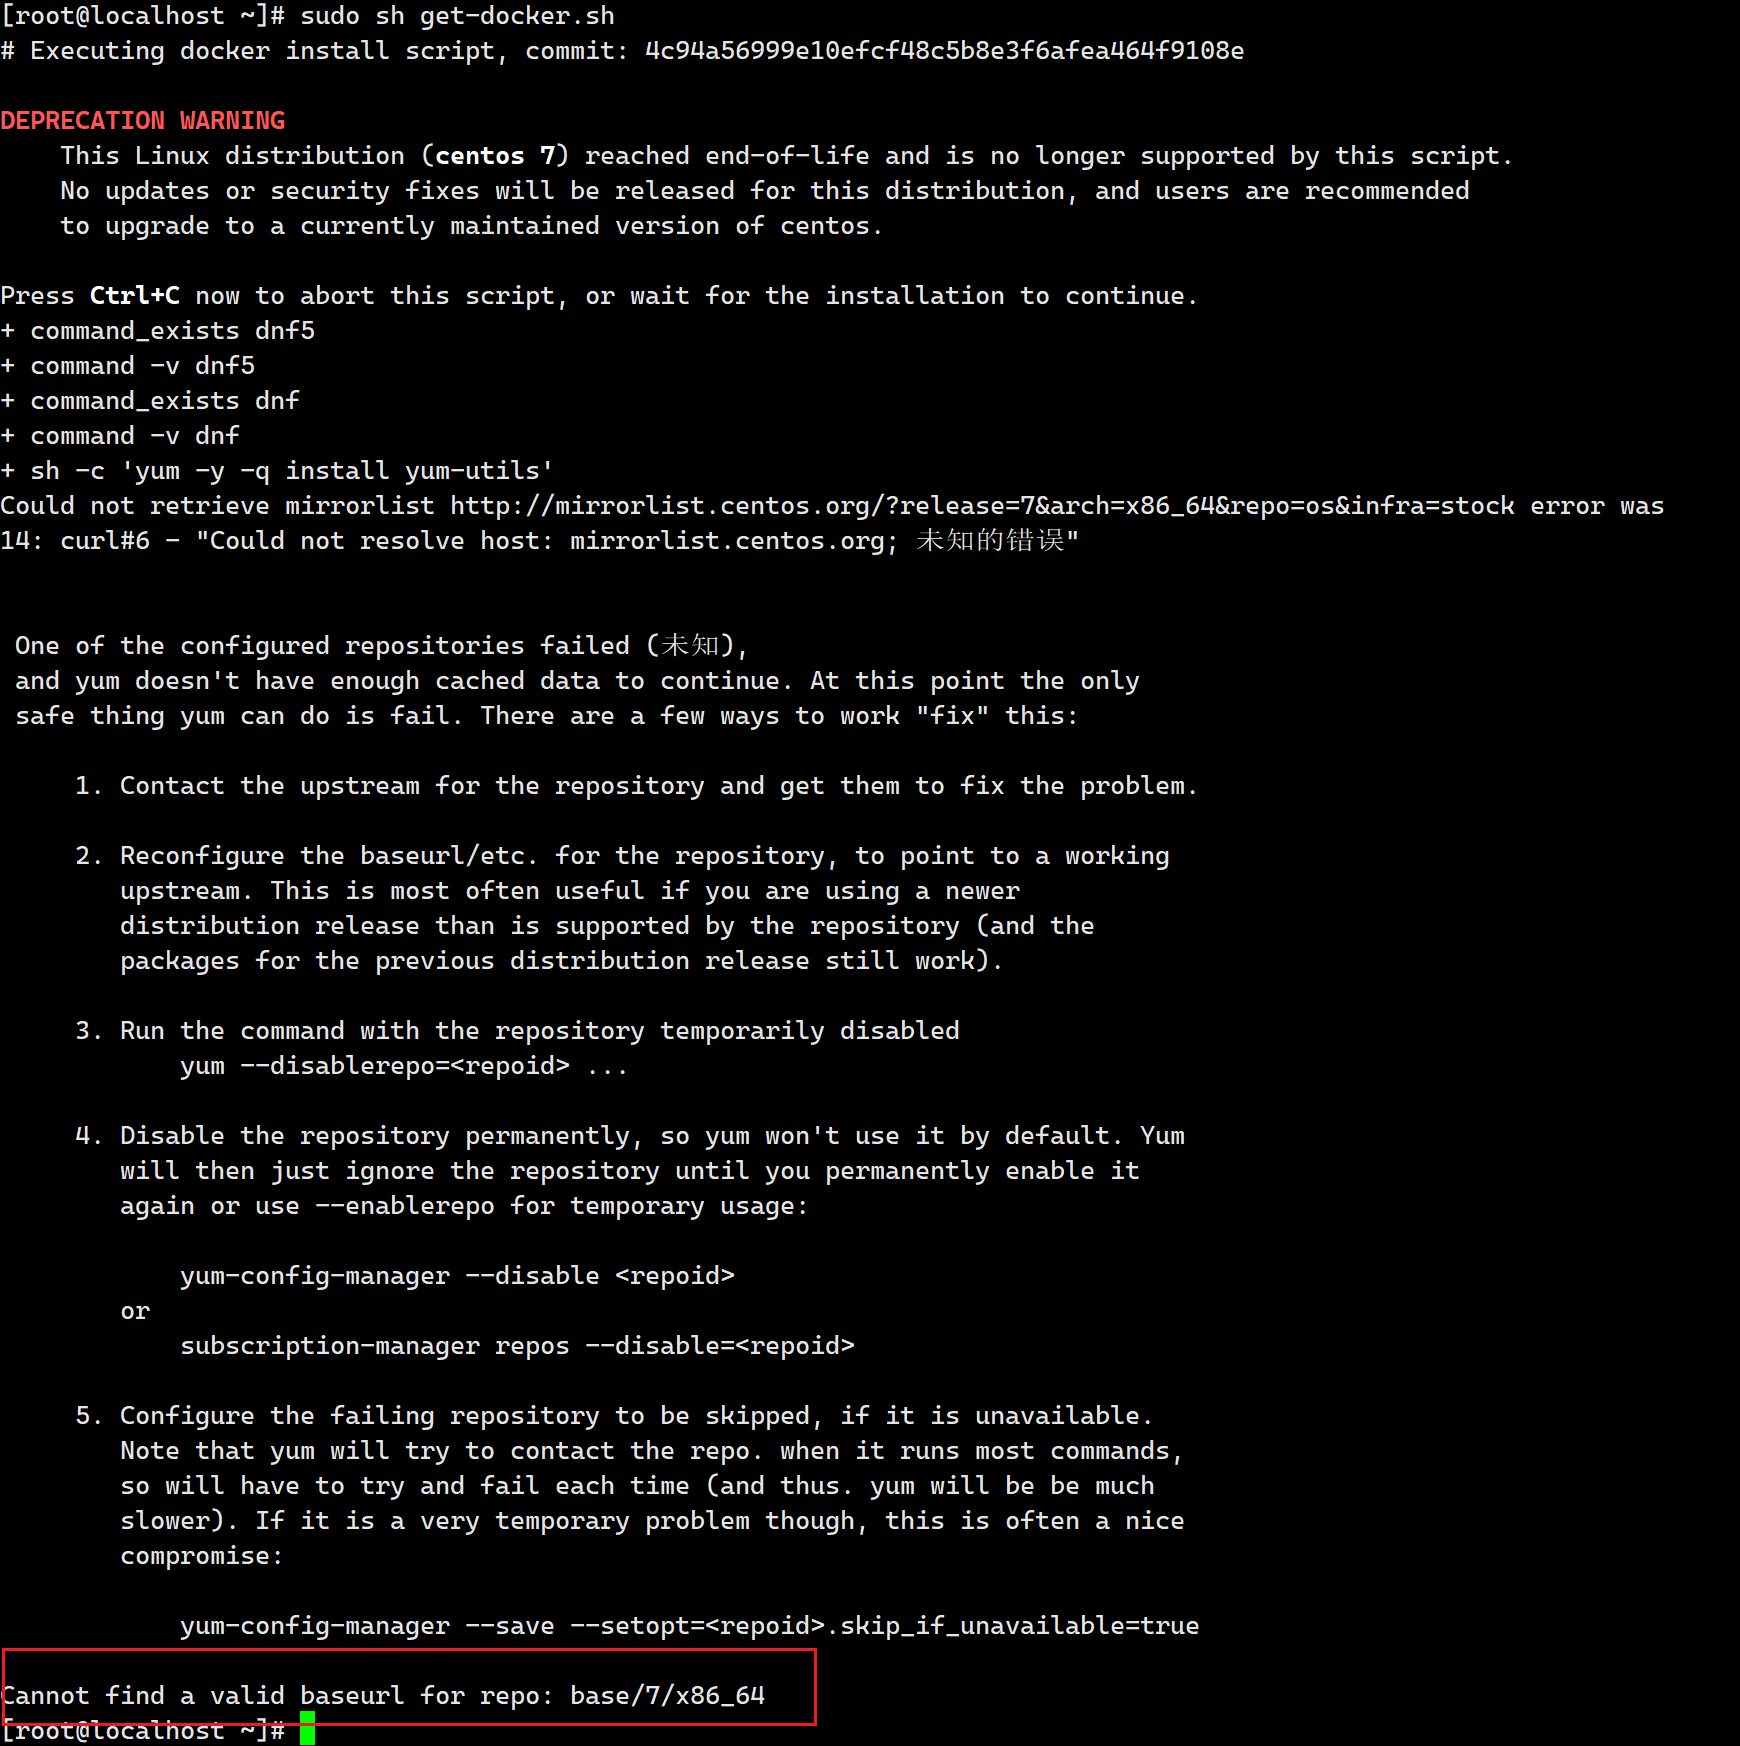 [root@localhost ~]# sudo sh get-docker.sh
# Executing docker install script, commit: 4c94a56999e10efcf48c5b8e3f6afea464f9108e
DEPRECATION WARNING
This Linux distribution (centos 7) reached end-of-life and is no longer supported by this script.
No updates or security fixes will be released for this distribution, and users are recommended
to upgrade to a currently maintained version of centos.
Press Ctrl+C now to abort this script, or wait for the installation to continue.
+ command_exists dnf5
+ command -v dnf5
+ command_exists dnf
+ command -v dnf
+ sh -c 'yum -y -q install yum-utils'
Could not retrieve mirrorlist http://mirrorlist.centos.org/?release=7&arch=x86_64&repo=os&infra=stock error was
14: curl#6 - "Could not resolve host: mirrorlist.centos.org; 未知的错误"
One of the configured repositories failed (未知),
and yum doesn't have enough cached data to continue. At this point the only
safe thing yum can do is fail. There are a few ways to work "fix" this:
1. Contact the upstream for the repository and get them to fix the problem.
2. Reconfigure the baseurl/etc. for the repository, to point to a working
upstream. This is most often useful if you are using a newer
distribution release than is supported by the repository (and the
packages for the previous distribution release still work).
3. Run the command with the repository temporarily disabled
yum --disablerepo=<repoid> ...
4. Disable the repository permanently, so yum won't use it by default. Yum
will then just ignore the repository until you permanently enable it
again or use --enablerepo for temporary usage:
yum-config-manager --disable <repoid>
or
subscription-manager repos --disable=<repoid>
5. Configure the failing repository to be skipped, if it is unavailable.
Note that yum will try to contact the repo. when it runs most commands,
so will have to try and fail each time (and thus. yum will be be much
slower). If it is a very temporary problem though, this is often a nice
compromise:
yum-config-manager --save --setopt=<repoid>.skip_if_unavailable=true
Cannot find a valid baseurl for repo: base/7/x86_64
[root@localhost ~]#